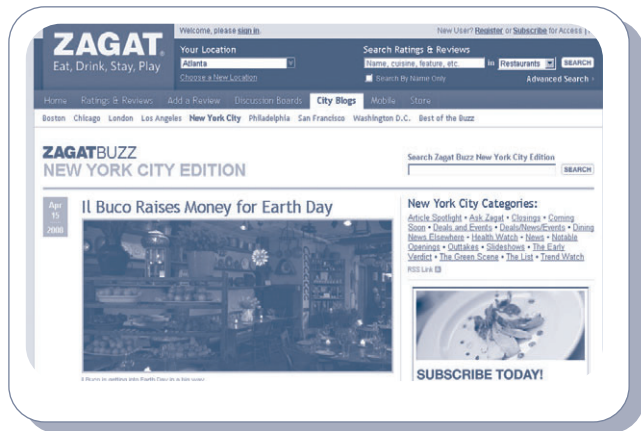 Welcome, please sign in.
New User? Register or Subscribe for Access
ZAGAT®
Eat, Drink, Stay, Play
Your Location
Atlanta
Choose a New Location
Search Ratings & Reviews
Name, cuisine, feature, etc. in Restaurants SEARCH
Search By Name Only
Advanced Search ›
Home Ratings & Reviews Add a Review Discussion Boards City Blogs Mobile Store
Boston Chicago London Los Angeles New York City Philadelphia San Francisco Washington D.C. Best of the Buzz
ZAGATBUZZ
NEW YORK CITY EDITION
Search Zagat Buzz New York City Edition
SEARCH
Apr
15
2008
Il Buco Raises Money for Earth Day
New York City Categories:
Article Spotlight • Ask Zagat • Closings • Coming
Soon • Deals and Events • Deals/News/Events • Dining
News Elsewhere • Health Watch • News • Notable
Openings • Outtakes • Slideshows • The Early
Verdict • The Green Scene • The List • Trend Watch
RSS Link
SUBSCRIBE TODAY!